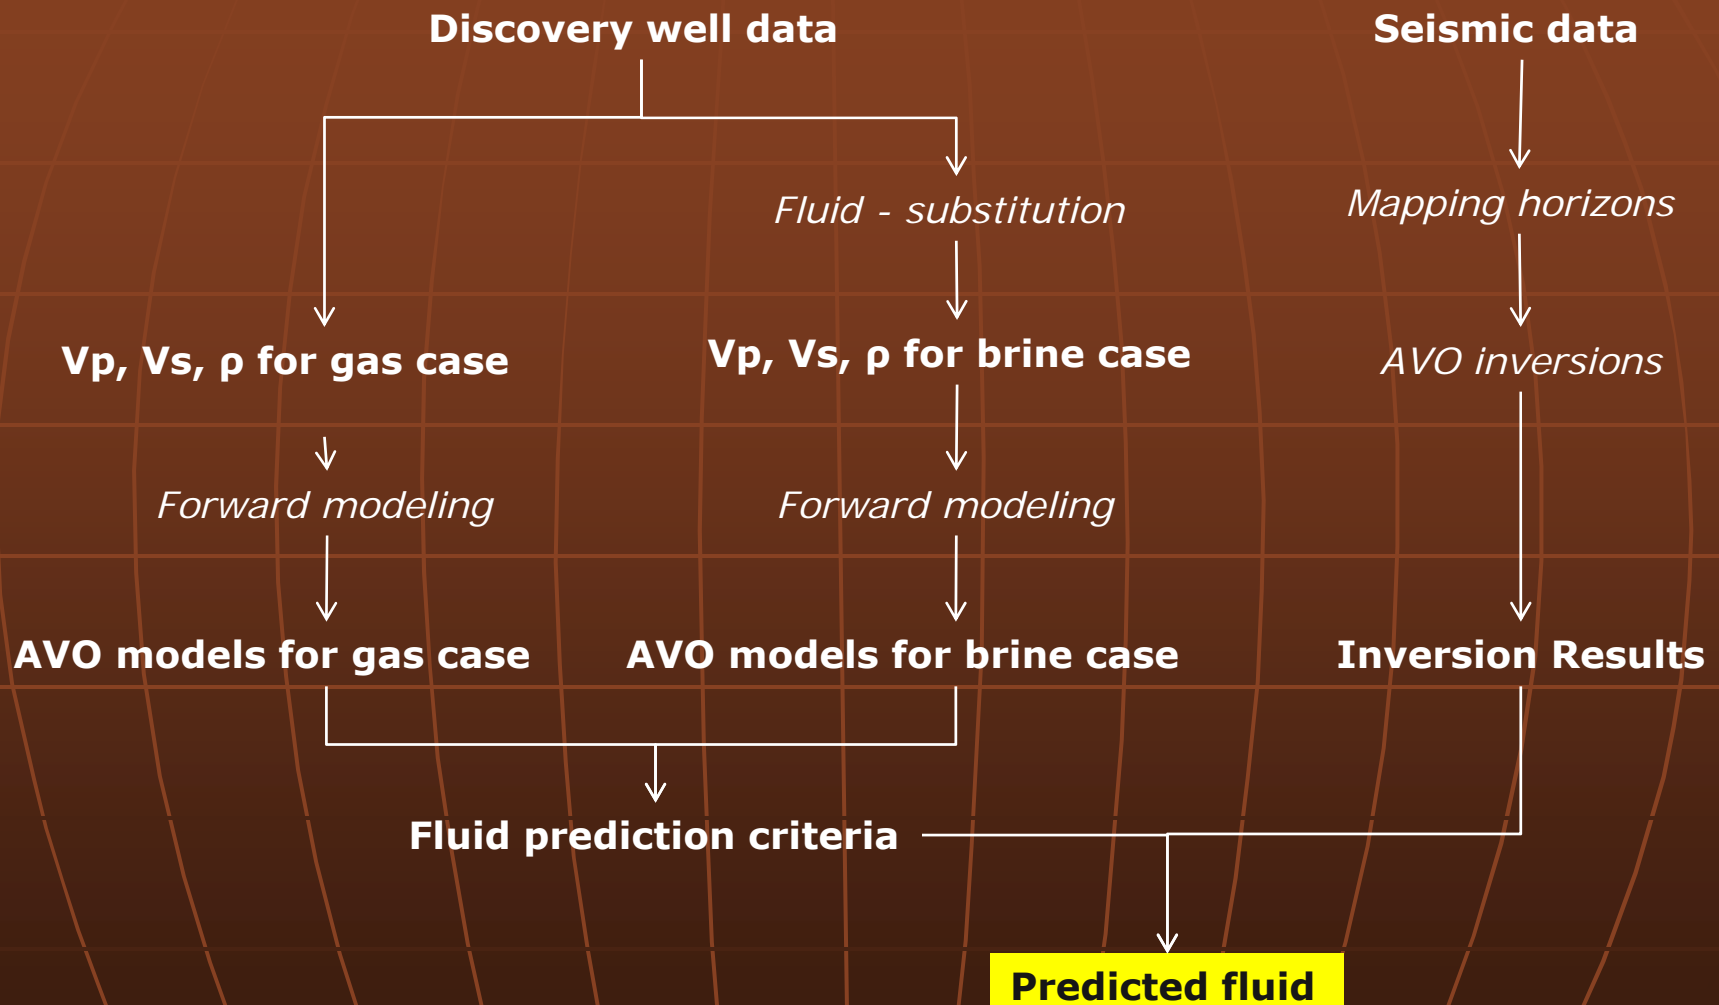 Discovery well data
Seismic data
Fluid - substitution
Mapping horizons
Vp, Vs, ρ for gas case
Vp, Vs, ρ for brine case
AVO inversions
Forward modeling
Forward modeling
AVO models for gas case
AVO models for brine case
Inversion Results
Fluid prediction criteria
Predicted fluid